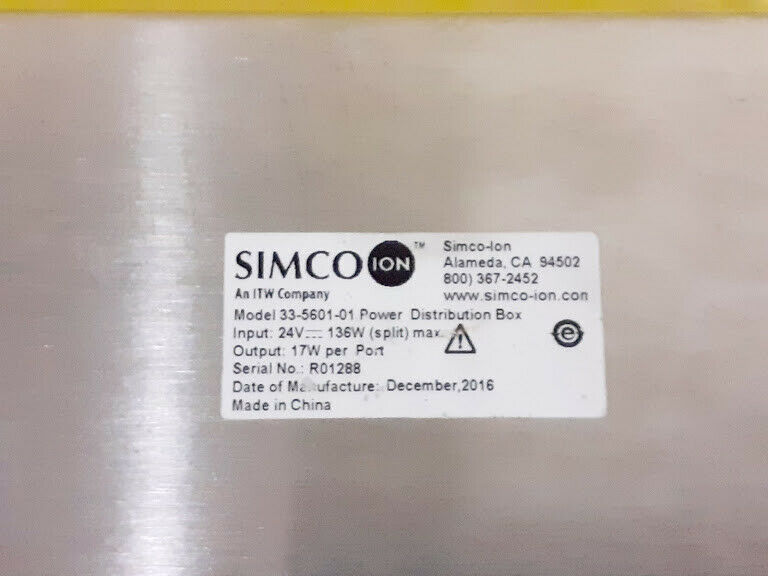 SIMCO ION ™
An ITW Company
Simco-Ion
Alameda, CA 94502
800) 367-2452
www.simco-ion.con
Model 33-5601-01 Power Distribution Box
Input: 24V⎓ 136W (split) max.
Output: 17W per Port
Serial No.: R01288
Date of Manufacture: December,2016
Made in China